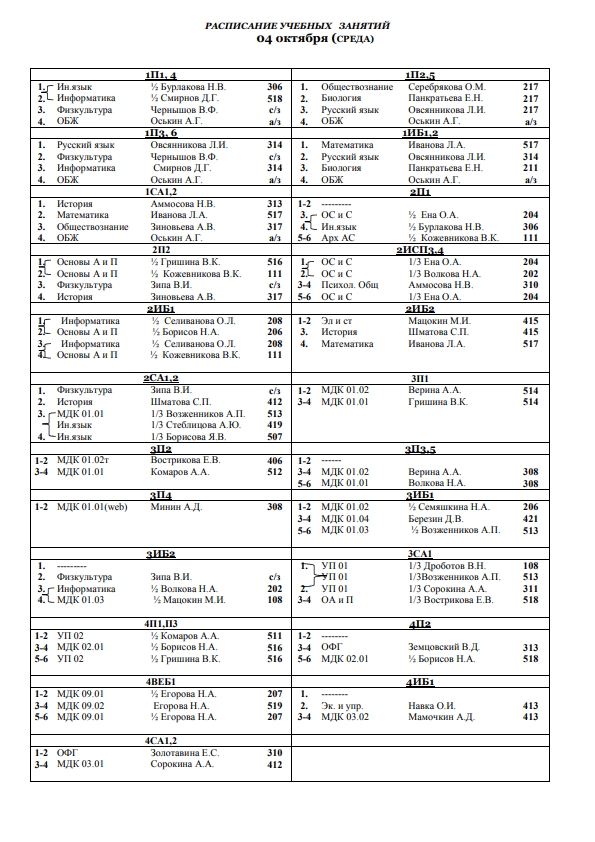 РАСПИСАНИЕ УЧЕБНЫХ ЗАНЯТИЙ
04 октября (СРЕДА)
1П1, 4
1. Ин.язык ½ Бурлакова Н.В. 306
2. Информатика ½ Смирнов Д.Г. 518
3. Физкультура Чернышов В.Ф. с/з
4. ОБЖ Оськин А.Г. а/з
1П2,5
1. Обществознание Серебрякова О.М. 217
2. Биология Панкратьева Е.Н. 217
3. Русский язык Овсянникова Л.И. 217
4. ОБЖ Оськин А.Г. а/з
1П3, 6
1. Русский язык Овсянникова Л.И. 314
2. Физкультура Чернышов В.Ф. с/з
3. Информатика Смирнов Д.Г. 314
4. ОБЖ Оськин А.Г. а/з
1ИБ1,2
1. Математика Иванова Л.А. 517
2. Русский язык Овсянникова Л.И. 314
3. Биология Панкратьева Е.Н. 211
4. ОБЖ Оськин А.Г. а/з
1СА1,2
1. История Аммосова Н.В. 313
2. Математика Иванова Л.А. 517
3. Обществознание Зиновьева А.В. 317
4. ОБЖ Оськин А.Г. а/з
2П1
1-2 ---------
3. ОС и С ½ Ена О.А. 204
4. Ин.язык ½ Бурлакова Н.В. 306
5-6 Арх АС ½ Кожевникова В.К. 111
2П2
1. Основы А и П ½ Гришина В.К. 516
2. Основы А и П ½ Кожевникова В.К. 111
3. Физкультура Зипа В.И. с/з
4. История Зиновьева А.В. 317
2ИСП3,4
1. ОС и С 1/3 Ена О.А. 204
2. ОС и С 1/3 Волкова Н.А. 202
3-4 Психол. Общ Аммосова Н.В. 310
5-6 ОС и С 1/3 Ена О.А. 204
2ИБ1
1. Информатика ½ Селиванова О.Л. 208
2. Основы А и П ½ Борисов Н.А. 206
3. Информатика ½ Селиванова О.Л. 208
4. Основы А и П ½ Кожевникова В.К. 111
2ИБ2
1-2 Эл и ст Мацокин М.И. 415
3. История Шматова С.П. 415
4. Математика Иванова Л.А. 517
2СА1,2
1. Физкультура Зипа В.И. с/з
2. История Шматова С.П. 412
3. МДК 01.01 1/3 Возженников А.П. 513
Ин.язык 1/3 Стеблицова А.Ю. 419
4. Ин.язык 1/3 Борисова Я.В. 507
3П1
1-2 МДК 01.02 Верина А.А. 514
3-4 МДК 01.01 Гришина В.К. 514
3П2
1-2 МДК 01.02т Вострикова Е.В. 406
3-4 МДК 01.01 Комаров А.А. 512
3П3,5
1-2 ------
3-4 МДК 01.02 Верина А.А. 308
5-6 МДК 01.01 Волкова Н.А. 308
3П4
1-2 МДК 01.01(web) Минин А.Д. 308
3ИБ1
1-2 МДК 01.02 ½ Семяшкина Н.А. 206
3-4 МДК 01.04 Березин Д.В. 421
5-6 МДК 01.03 ½ Возженников А.П. 513
3ИБ2
1. ---------
2. Физкультура Зипа В.И. с/з
3. Информатика ½ Волкова Н.А. 202
4. МДК 01.03 ½ Мацокин М.И. 108
3СА1
1. УП 01 1/3 Дроботов В.Н. 108
УП 01 1/3Возженников А.П. 513
2. УП 01 1/3 Сорокина А.А. 311
3-4 ОА и П 1/3 Вострикова Е.В. 518
4П1,П3
1-2 УП 02 ½ Комаров А.А. 511
3-4 МДК 02.01 ½ Борисов Н.А. 516
5-6 УП 02 ½ Гришина В.К. 516
4П2
1-2 --------
3-4 ОФГ Земцовский В.Д. 313
5-6 МДК 02.01 ½ Борисов Н.А. 518
4ВЕБ1
1-2 МДК 09.01 ½ Егорова Н.А. 207
3-4 МДК 09.02 Егорова Н.А. 519
5-6 МДК 09.01 ½ Егорова Н.А. 207
4ИБ1
1. --------
2. Эк. и упр. Навка О.И. 413
3-4 МДК 03.02 Мамочкин А.Д. 413
4СА1,2
1-2 ОФГ Золотавина Е.С. 310
3-4 МДК 03.01 Сорокина А.А. 412